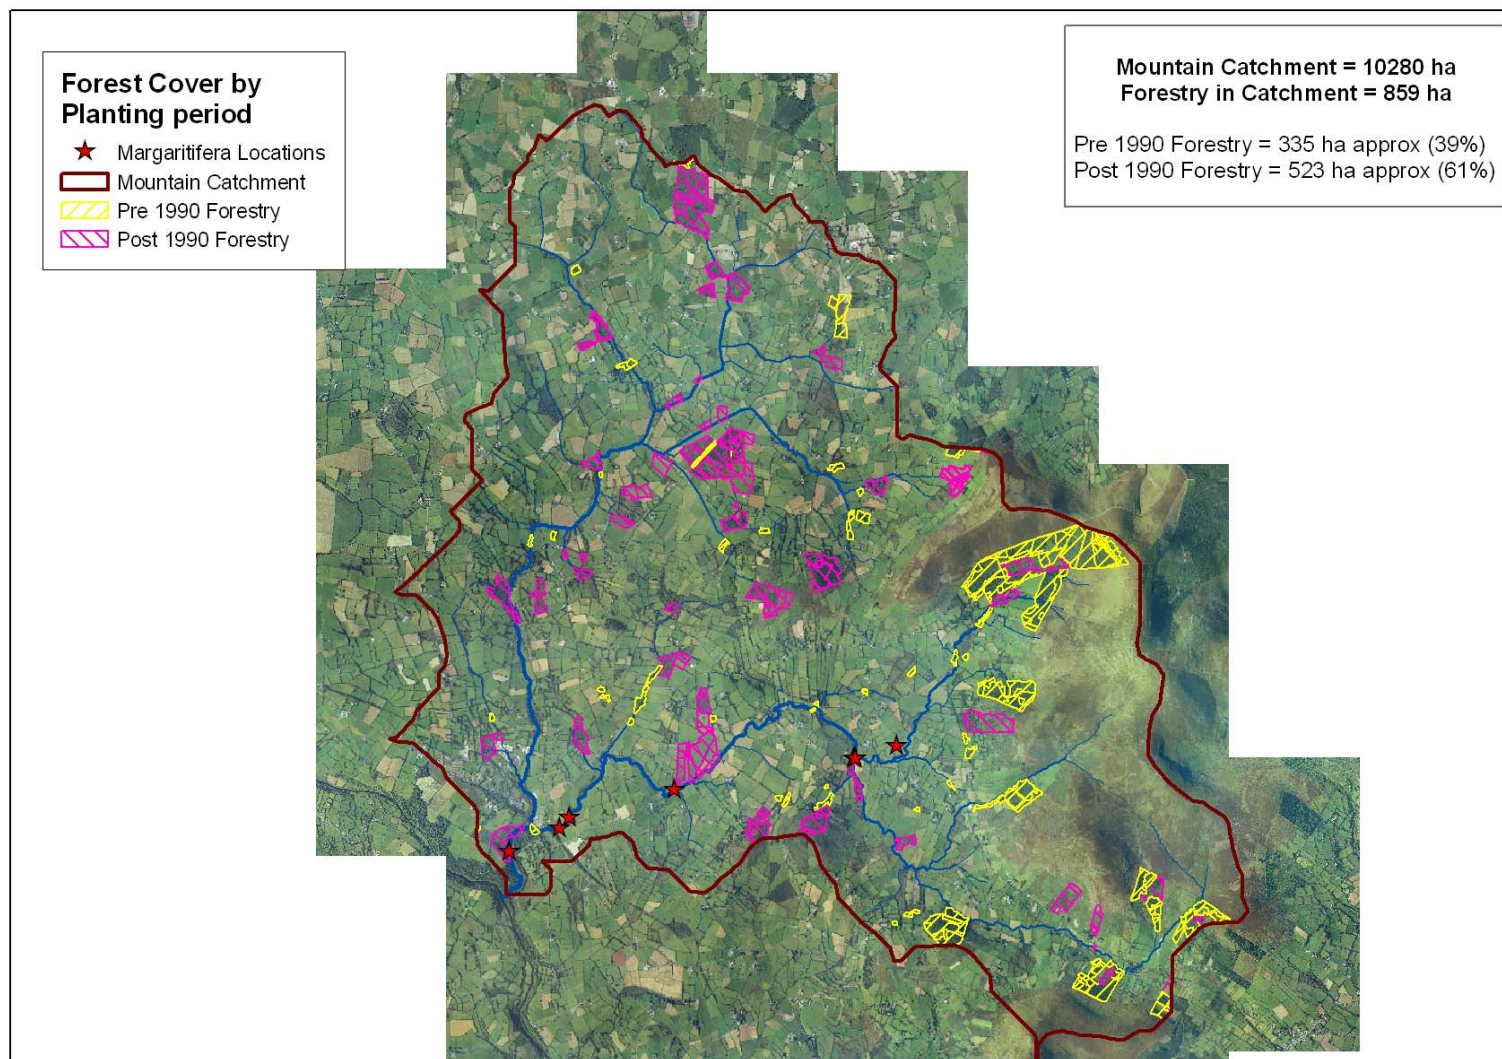 Forest Cover by
Planting period
Margaritifera Locations
Mountain Catchment
Pre 1990 Forestry
Post 1990 Forestry
Mountain Catchment = 10280 ha
Forestry in Catchment = 859 ha
Pre 1990 Forestry = 335 ha approx (39%)
Post 1990 Forestry = 523 ha approx (61%)